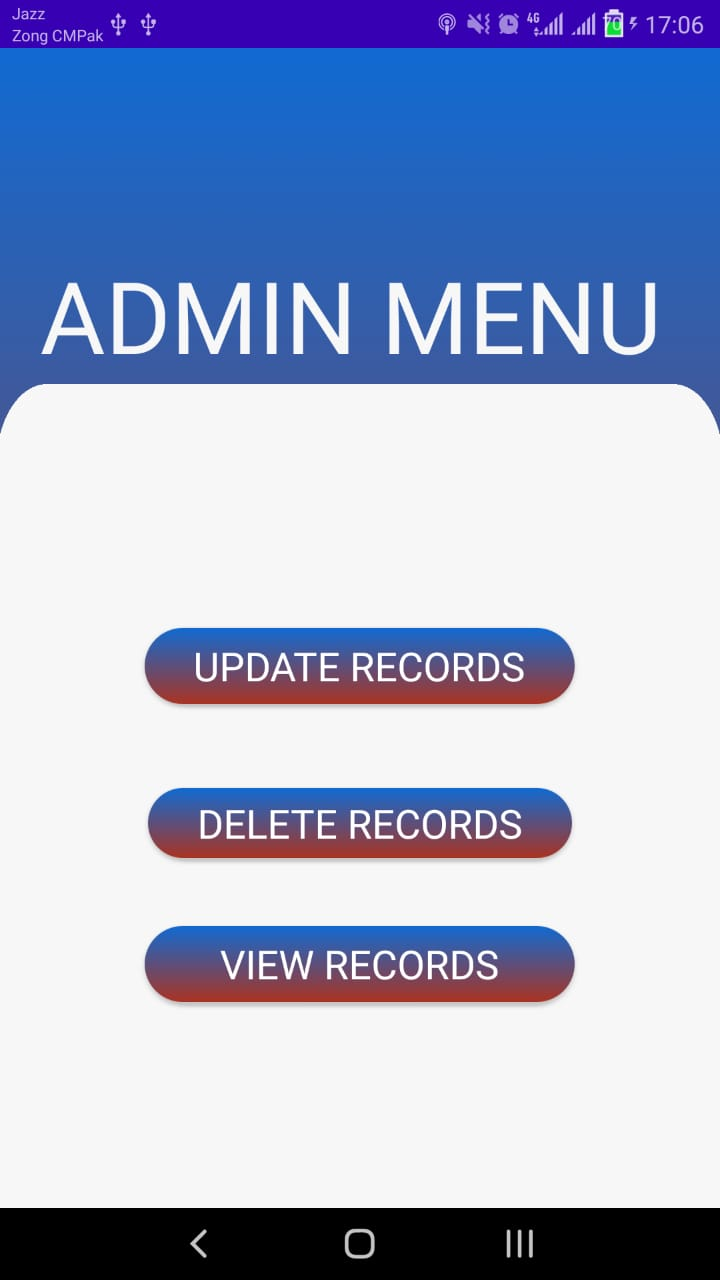 Jazz
Zong CMPak
4G
70
17:06
ADMIN MENU
UPDATE RECORDS
DELETE RECORDS
VIEW RECORDS